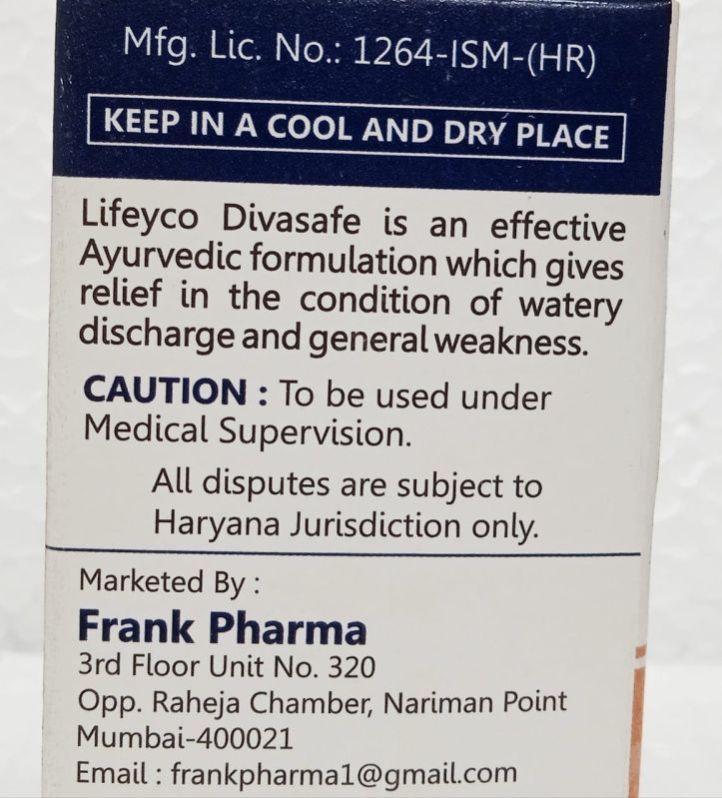 Mfg. Lic. No.: 1264-ISM-(HR)
KEEP IN A COOL AND DRY PLACE
Lifeyco Divasafe is an effective
Ayurvedic formulation which gives
relief in the condition of watery
discharge and general weakness.
CAUTION : To be used under
Medical Supervision.
All disputes are subject to
Haryana Jurisdiction only.
Marketed By :
Frank Pharma
3rd Floor Unit No. 320
Opp. Raheja Chamber, Nariman Point
Mumbai-400021
Email : frankpharma1@gmail.com